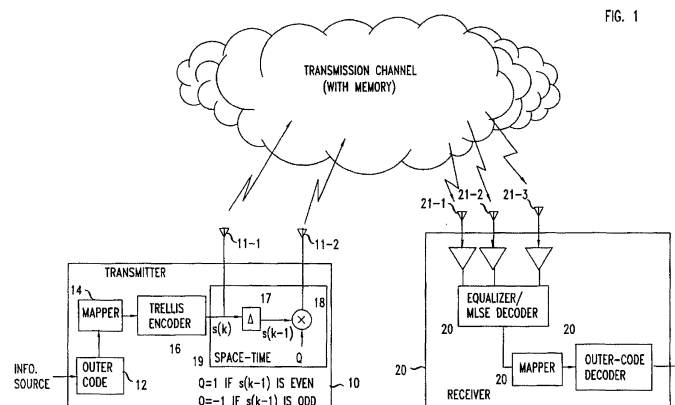 FIG. 1
TRANSMISSION CHANNEL
(WITH MEMORY)
21-1
21-2
21-3
11-1
11-2
TRANSMITTER
14
MAPPER
TRELLIS
ENCODER
16
17
18
Δ
×
s(k)
s(k-1)
Q
19
SPACE-TIME
OUTER
CODE
12
INFO.
SOURCE
10
Q=1 IF s(k-1) IS EVEN
Q=-1 IF s(k-1) IS ODD
EQUALIZER/
MLSE DECODER
20
20
20
20
MAPPER
OUTER-CODE
DECODER
RECEIVER